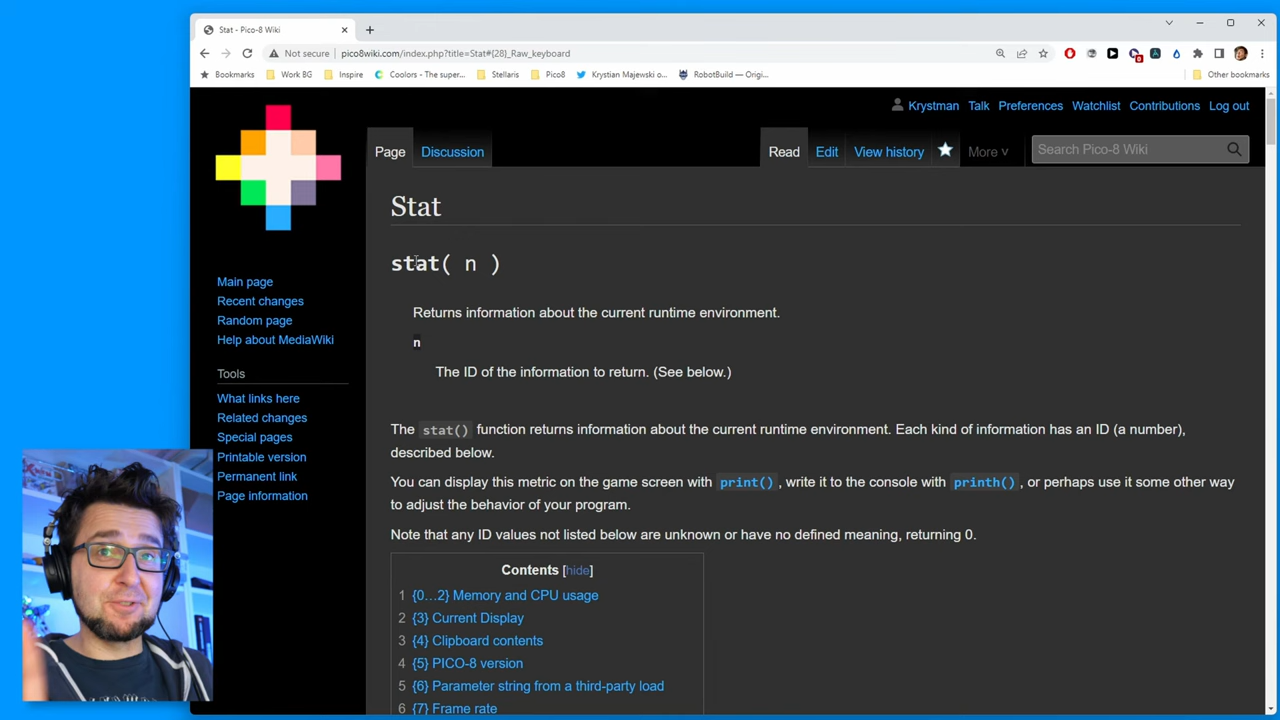 Stat - Pico-8 Wiki
Not secure
pico8wiki.com/index.php?title=Stat#{28}_Raw_keyboard
Bookmarks
Work BG
Inspire
Coolors - The super...
Stellaris
Pico8
Krystian Majewski o...
RobotBuild — Origi...
Other bookmarks
Krystman
Talk
Preferences
Watchlist
Contributions
Log out
Page
Discussion
Read
Edit
View history
More
Search Pico-8 Wiki
Main page
Recent changes
Random page
Help about MediaWiki
Tools
What links here
Related changes
Special pages
Printable version
Permanent link
Page information
Stat
stat( n )
Returns information about the current runtime environment.
n
The ID of the information to return. (See below.)
The stat() function returns information about the current runtime environment. Each kind of information has an ID (a number),
described below.
You can display this metric on the game screen with print(), write it to the console with printh(), or perhaps use it some other way
to adjust the behavior of your program.
Note that any ID values not listed below are unknown or have no defined meaning, returning 0.
Contents [hide]
1 {0…2} Memory and CPU usage
2 {3} Current Display
3 {4} Clipboard contents
4 {5} PICO-8 version
5 {6} Parameter string from a third-party load
6 {7} Frame rate